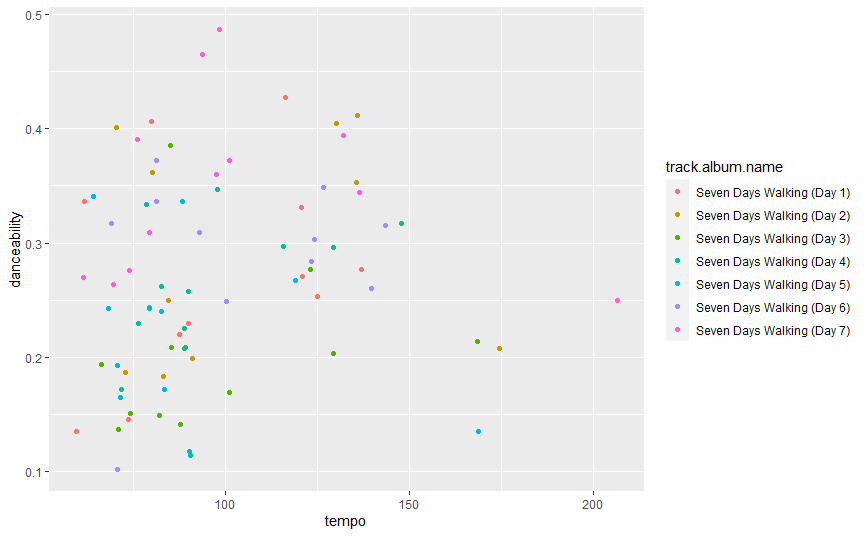 0.5
0.4
0.3
0.2
0.1
danceability
100
150
200
tempo
track.album.name
Seven Days Walking (Day 1)
Seven Days Walking (Day 2)
Seven Days Walking (Day 3)
Seven Days Walking (Day 4)
Seven Days Walking (Day 5)
Seven Days Walking (Day 6)
Seven Days Walking (Day 7)